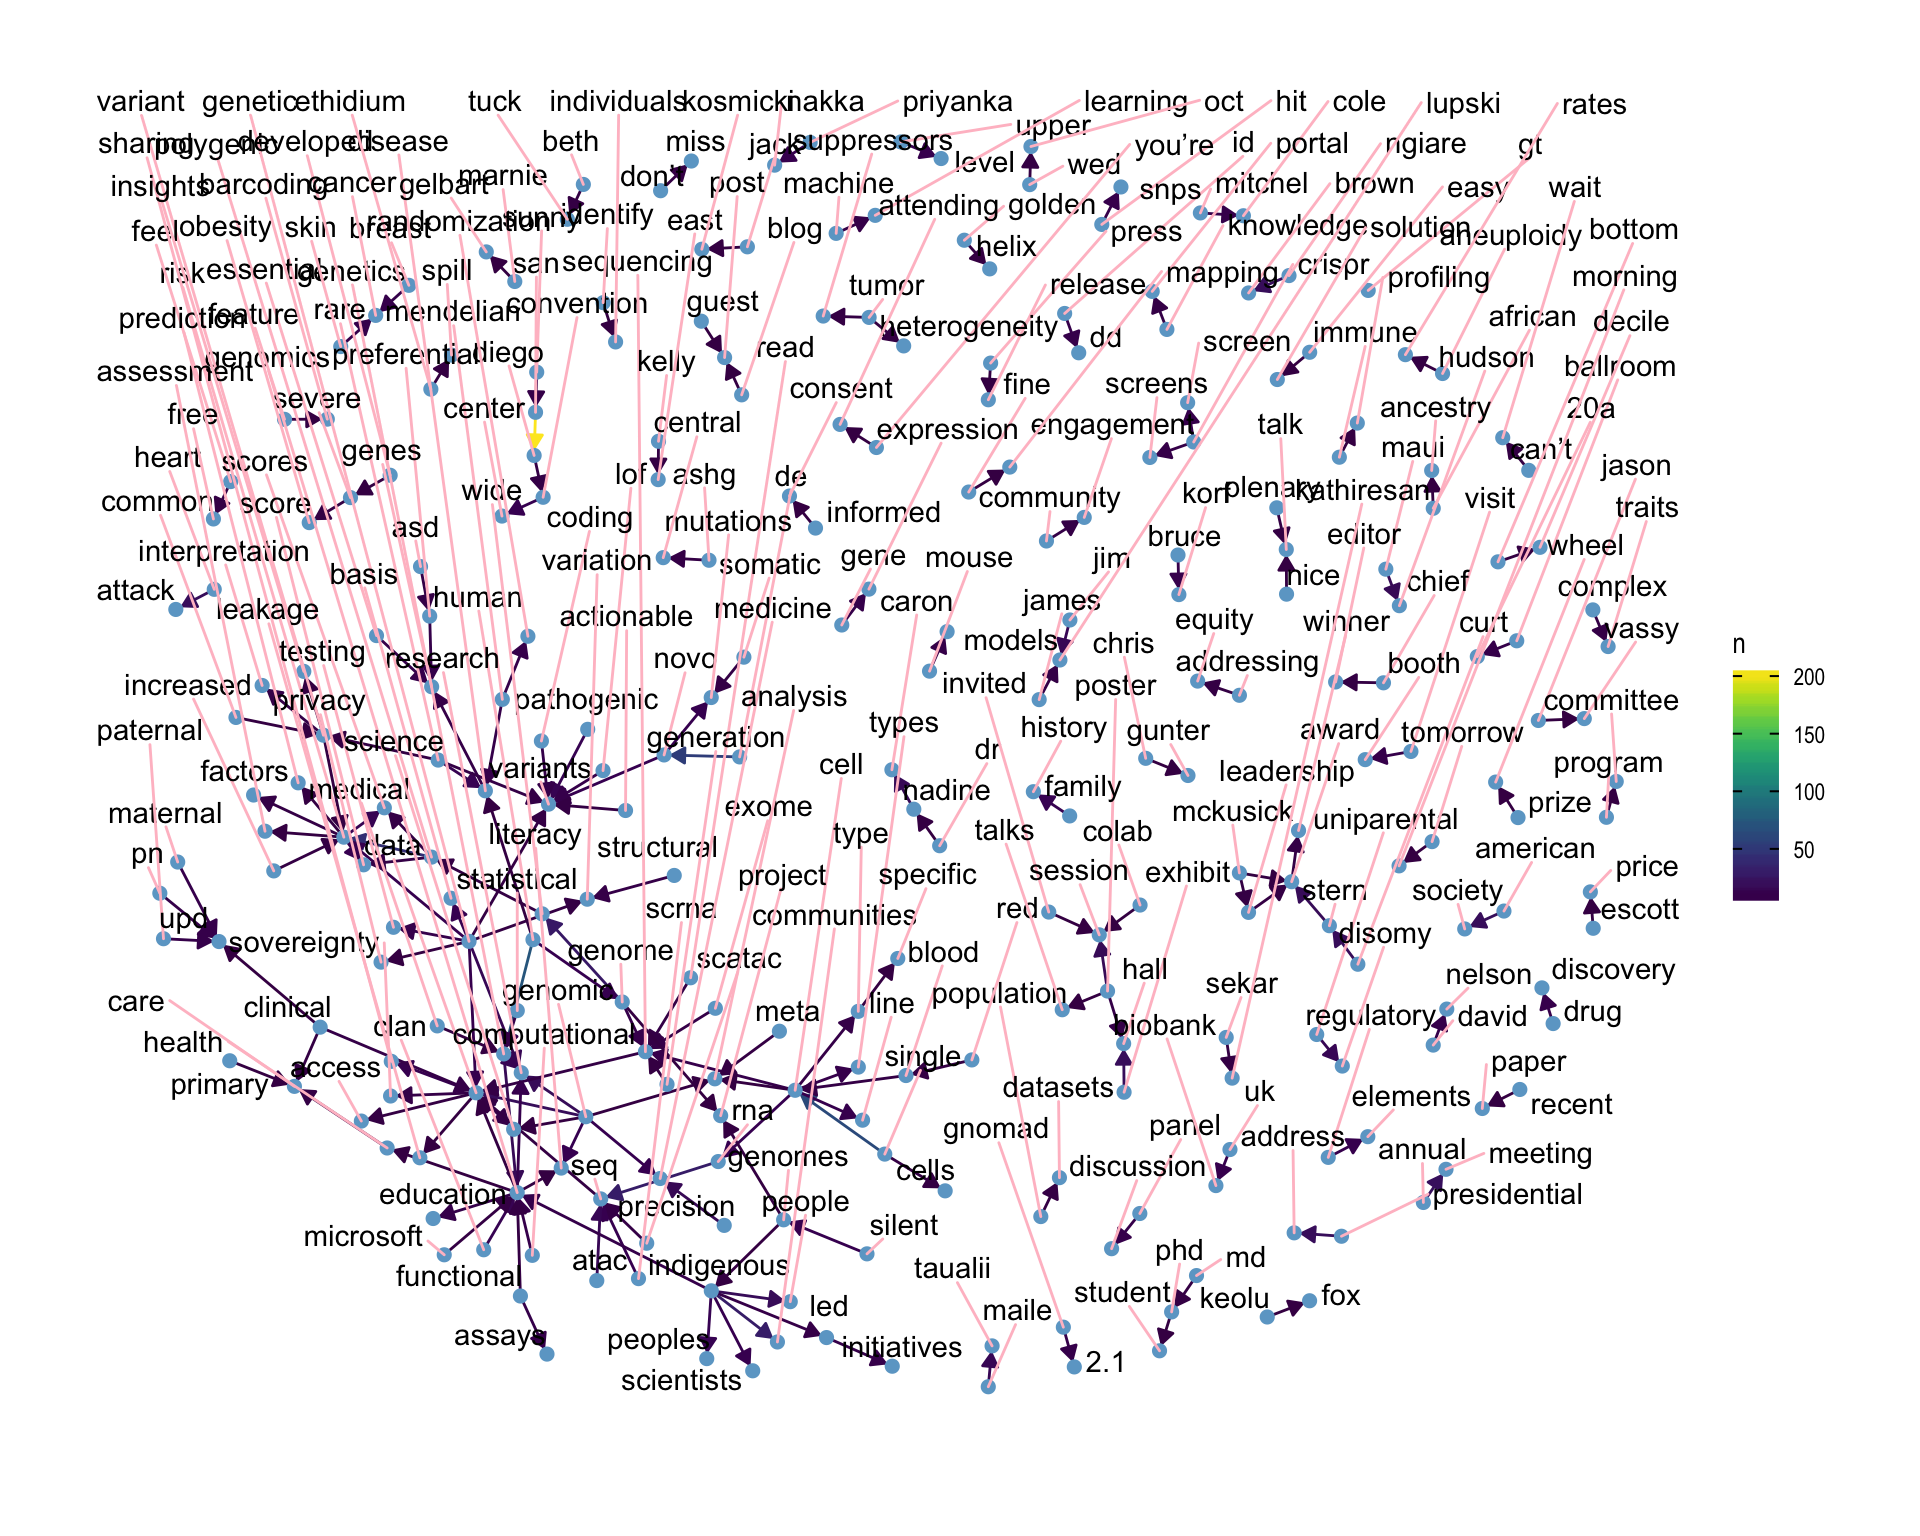 variant genetic ethidium tuck individuals kosmicki nakka priyanka learning oct hit cole lupski rates
sharing polygenic developed disease beth miss jack suppressors upper you're id portal ngiare gt
insights barcoding cancer gelbart marnie don't post machine level wed snps mitchel brown easy wait
feel obesity skin breast randomization sunny identify east blog attending golden helix press knowledge solution aneuploidy bottom
risk essential genetics spill san sequencing tumor release mapping crispr profiling morning
prediction feature rare mendelian convention guest heterogeneity dd screen immune african decile
assessment genomics preferential diego kelly read consent fine screens hudson ballroom
free severe center central expression engagement talk ancestry maui 20a
heart scores genes lof ashg de community kathiresan can't jason
common score wide coding mutations informed kort plenary visit traits
interpretation asd variation somatic gene mouse jim bruce editor wheel
attack leakage basis human actionable medicine caron james nice chief complex
testing research novo models chris equity winner curt vassy
increased privacy pathogenic analysis invited poster addressing booth committee
paternal science generation types history gunter award tomorrow program
factors medical variants cell dr family leadership prize
maternal data literacy exome type nadine talks colab mckusick uniparental american
pn statistical structural project specific session exhibit stern society price
upd sovereignty scrna communities red disomy escott
genome scatac blood hall nelson discovery
care clinical genomic meta line population sekar regulatory david drug
health clan computational single biobank paper
primary access rna datasets uk elements recent
genomes gnomad panel address annual meeting
education seq precision people cells discussion presidential
microsoft atac indigenous silent phd md
functional taualii student keolu fox
assays peoples led initiatives maile 2.1
scientists
n
200
150
100
50